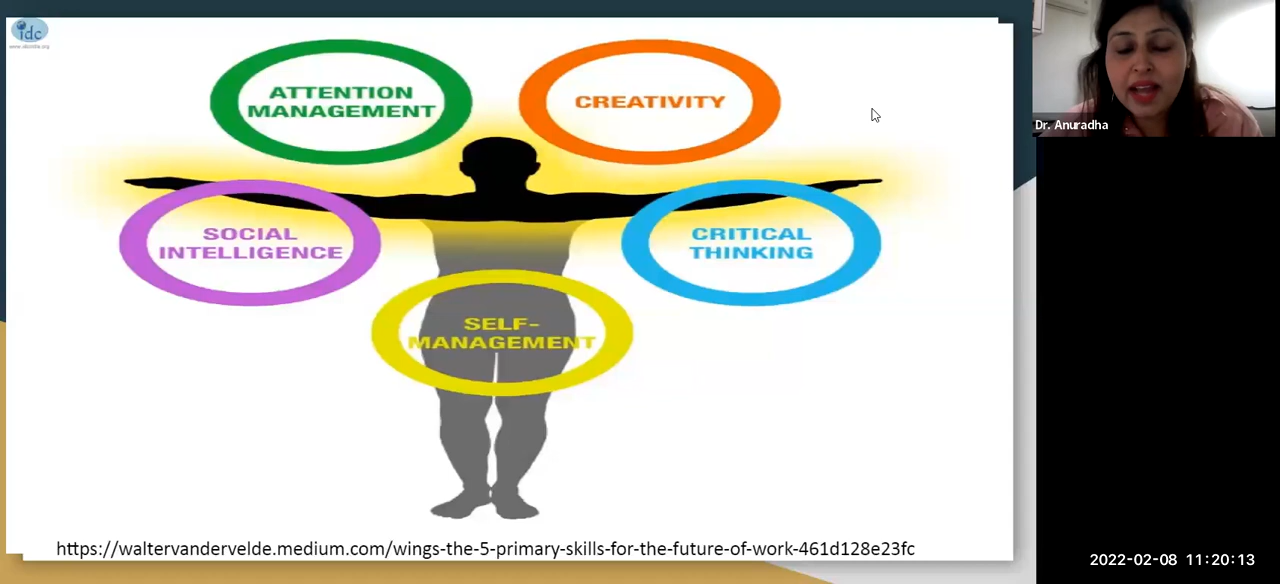 idc
ATTENTION
MANAGEMENT
CREATIVITY
Dr. Anuradha
SOCIAL
INTELLIGENCE
CRITICAL
THINKING
SELF-
MANAGEMENT
https://waltervandervelde.medium.com/wings-the-5-primary-skills-for-the-future-of-work-461d128e23fc
2022-02-08 11:20:13